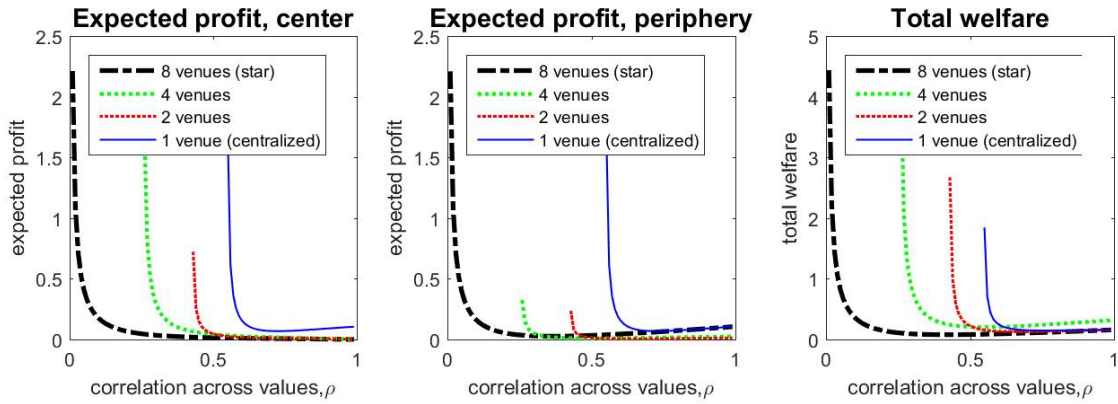 Expected profit, center
2.5
2
1.5
1
0.5
0
8 venues (star)
4 venues
2 venues
1 venue (centralized)
expected profit
0
0.5
1
correlation across values,ρ
Expected profit, periphery
2.5
2
1.5
1
0.5
0
8 venues (star)
4 venues
2 venues
1 venue (centralized)
expected profit
0
0.5
1
correlation across values,ρ
Total welfare
5
4
3
2
1
0
8 venues (star)
4 venues
2 venues
1 venue (centralized)
total welfare
0
0.5
1
correlation across values,ρ